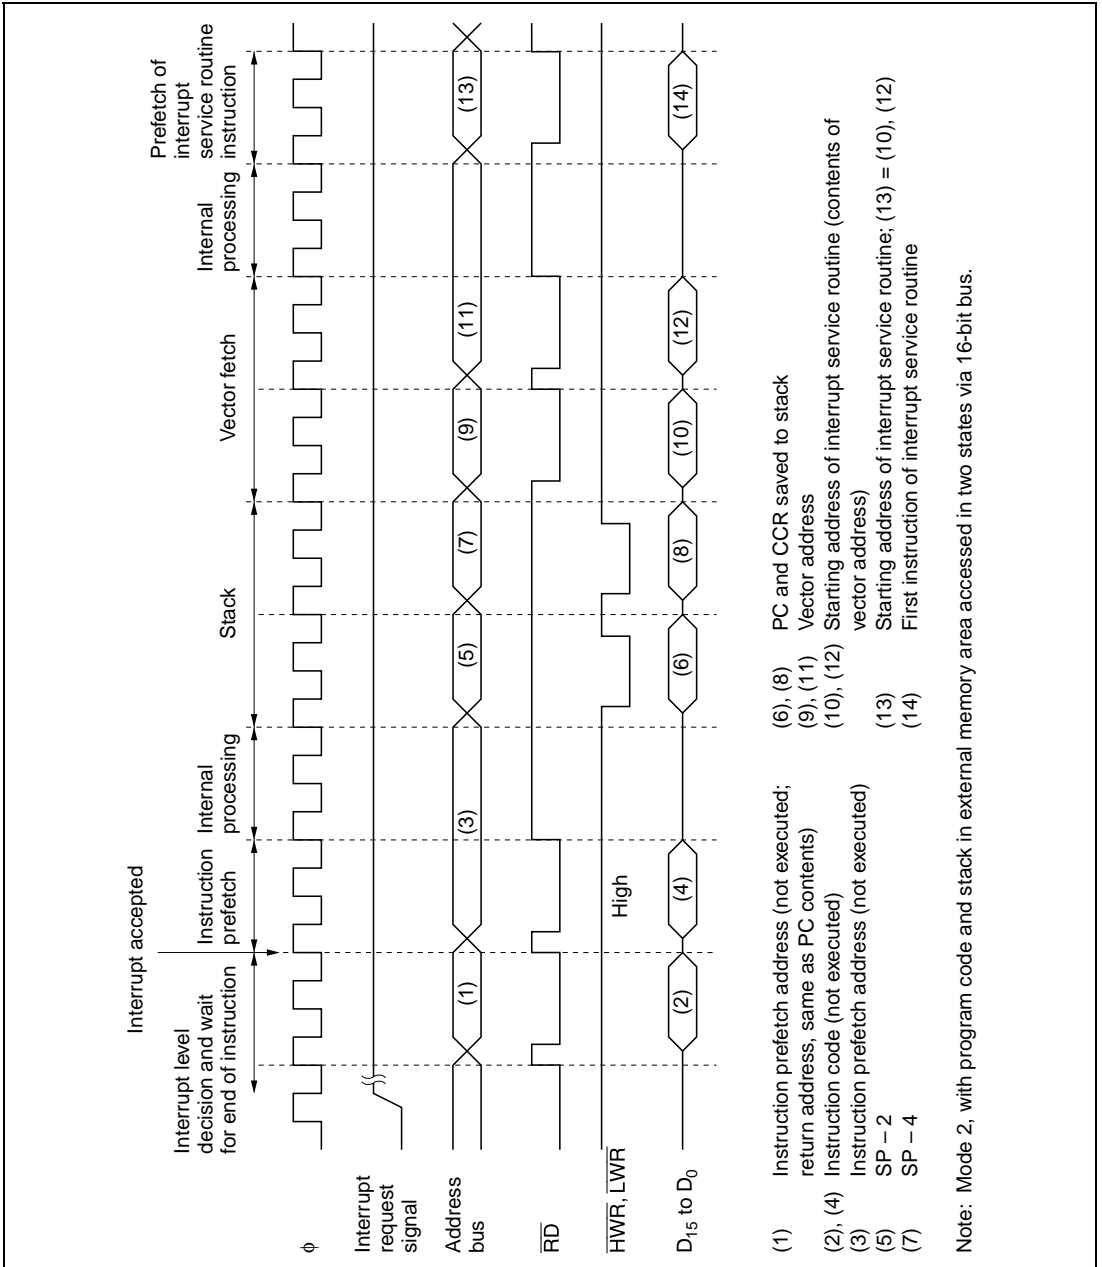 Interrupt accepted
Interrupt level
decision and wait
for end of instruction
Instruction
prefetch
Internal
processing
Stack
Vector fetch
Internal
processing
Prefetch of
interrupt
service routine
instruction
φ
Interrupt
request
signal
Address
bus
(1)
(3)
(5)
(7)
(9)
(11)
(13)
RD
HWR, LWR
High
D15 to D0
(2)
(4)
(6)
(8)
(10)
(12)
(14)
(1) Instruction prefetch address (not executed;
return address, same as PC contents)
(2), (4) Instruction code (not executed)
(3) Instruction prefetch address (not executed)
(5) SP – 2
(7) SP – 4
(6), (8) PC and CCR saved to stack
(9), (11) Vector address
(10), (12) Starting address of interrupt service routine (contents of
vector address)
(13) Starting address of interrupt service routine; (13) = (10), (12)
(14) First instruction of interrupt service routine
Note: Mode 2, with program code and stack in external memory area accessed in two states via 16-bit bus.